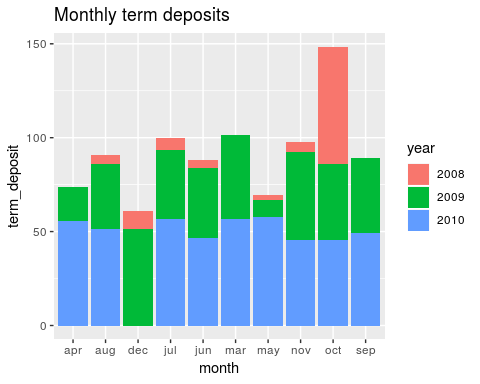 Monthly term deposits
150
100
50
0
term_deposit
apr aug dec jul jun mar may nov oct sep
month
year
2008
2009
2010